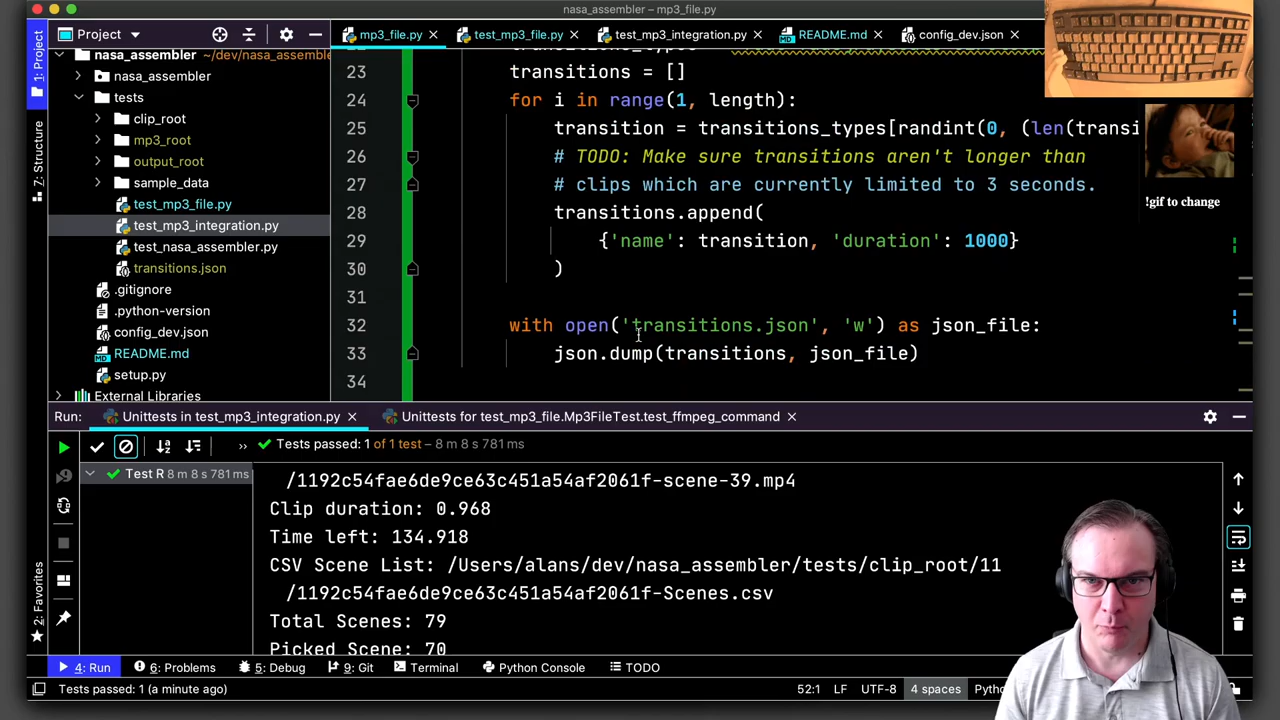 nasa_assembler – mp3_file.py
Project
mp3_file.py
test_mp3_file.py
test_mp3_integration.py
README.md
config_dev.json
1: Project
7: Structure
2: Favorites
nasa_assembler ~/dev/nasa_assemble
nasa_assembler
tests
clip_root
mp3_root
output_root
sample_data
test_mp3_file.py
test_mp3_integration.py
test_nasa_assembler.py
transitions.json
.gitignore
.python-version
config_dev.json
README.md
setup.py
External Libraries
23 transitions = []
24 for i in range(1, length):
25 transition = transitions_types[randint(0, (len(transi
26 # TODO: Make sure transitions aren't longer than
27 # clips which are currently limited to 3 seconds.
28 transitions.append(
29 {'name': transition, 'duration': 1000}
30 )
31
32 with open('transitions.json', 'w') as json_file:
33 json.dump(transitions, json_file)
34
!gif to change
Run:
Unittests in test_mp3_integration.py
Unittests for test_mp3_file.Mp3FileTest.test_ffmpeg_command
»
Tests passed: 1 of 1 test – 8 m 8 s 781 ms
Test R 8 m 8 s 781 ms
/1192c54fae6de9ce63c451a54af2061f-scene-39.mp4
Clip duration: 0.968
Time left: 134.918
CSV Scene List: /Users/alans/dev/nasa_assembler/tests/clip_root/11
/1192c54fae6de9ce63c451a54af2061f-Scenes.csv
Total Scenes: 79
Picked Scene: 70
4: Run
6: Problems
5: Debug
9: Git
Terminal
Python Console
TODO
Tests passed: 1 (a minute ago)
52:1
LF
UTF-8
4 spaces